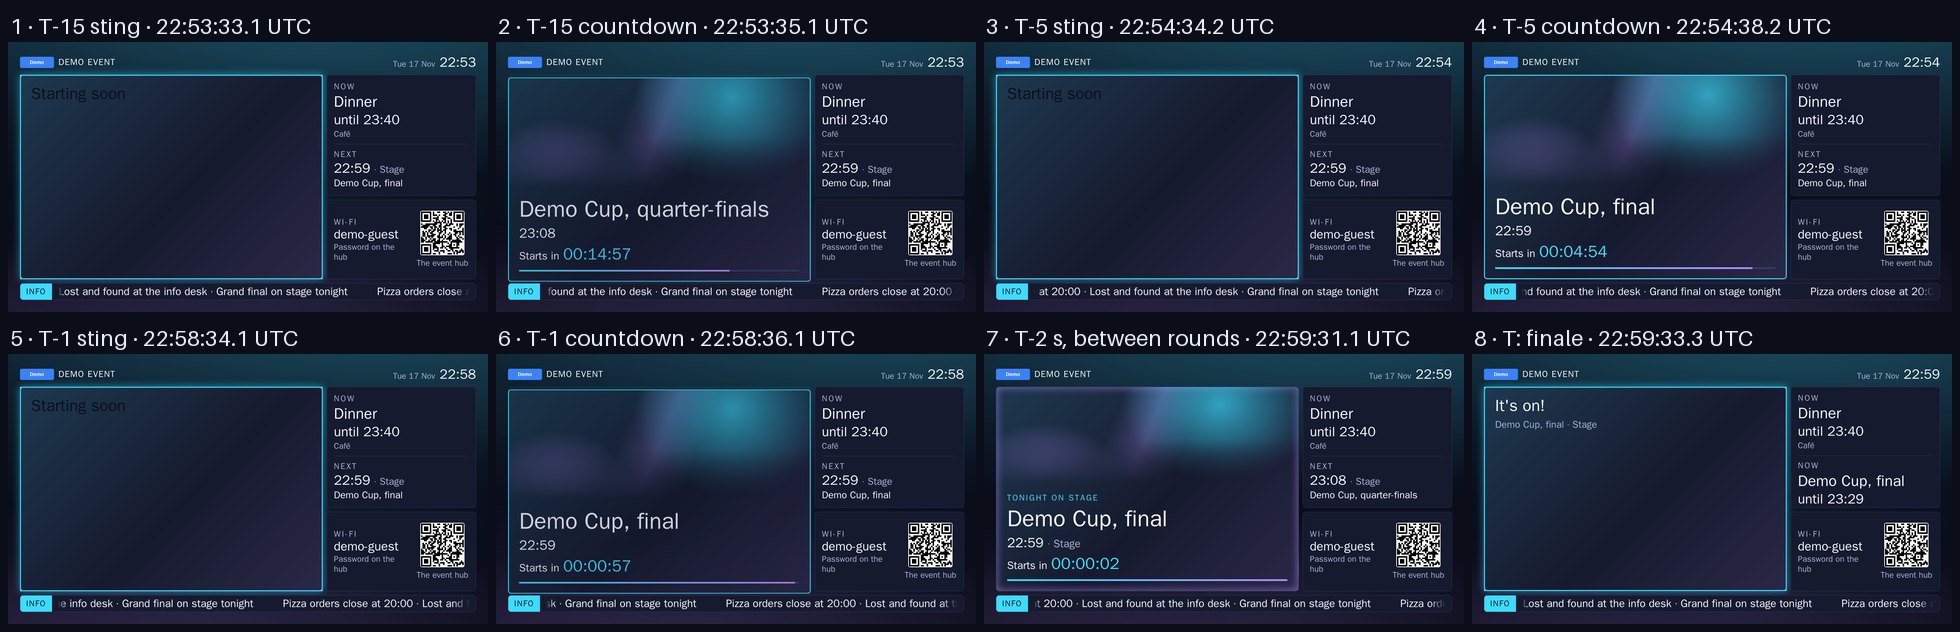 1 · T-15 sting · 22:53:33.1 UTC
Demo DEMO EVENT
Tue 17 Nov 22:53
Starting soon
NOW
Dinner
until 23:40
Café
NEXT
22:59 · Stage
Demo Cup, final
WI-FI
demo-guest
Password on the
hub
The event hub
INFO Lost and found at the info desk · Grand final on stage tonight Pizza orders close
2 · T-15 countdown · 22:53:35.1 UTC
Demo DEMO EVENT
Tue 17 Nov 22:53
Demo Cup, quarter-finals
23:08
Starts in 00:14:57
NOW
Dinner
until 23:40
Café
NEXT
22:59 · Stage
Demo Cup, final
WI-FI
demo-guest
Password on the
hub
The event hub
INFO found at the info desk · Grand final on stage tonight Pizza orders close at 20:00
3 · T-5 sting · 22:54:34.2 UTC
Demo DEMO EVENT
Tue 17 Nov 22:54
Starting soon
NOW
Dinner
until 23:40
Café
NEXT
22:59 · Stage
Demo Cup, final
WI-FI
demo-guest
Password on the
hub
The event hub
INFO at 20:00 · Lost and found at the info desk · Grand final on stage tonight Pizza
4 · T-5 countdown · 22:54:38.2 UTC
Demo DEMO EVENT
Tue 17 Nov 22:54
Demo Cup, final
22:59
Starts in 00:04:54
NOW
Dinner
until 23:40
Café
NEXT
22:59 · Stage
Demo Cup, final
WI-FI
demo-guest
Password on the
hub
The event hub
INFO found at the info desk · Grand final on stage tonight Pizza orders close at
5 · T-1 sting · 22:58:34.1 UTC
Demo DEMO EVENT
Tue 17 Nov 22:58
Starting soon
NOW
Dinner
until 23:40
Café
NEXT
22:59 · Stage
Demo Cup, final
WI-FI
demo-guest
Password on the
hub
The event hub
INFO info desk · Grand final on stage tonight Pizza orders close at 20:00 · Lost and
6 · T-1 countdown · 22:58:36.1 UTC
Demo DEMO EVENT
Tue 17 Nov 22:58
Demo Cup, final
22:59
Starts in 00:00:57
NOW
Dinner
until 23:40
Café
NEXT
22:59 · Stage
Demo Cup, final
WI-FI
demo-guest
Password on the
hub
The event hub
INFO · Grand final on stage tonight Pizza orders close at 20:00 · Lost and found at
7 · T-2 s, between rounds · 22:59:31.1 UTC
Demo DEMO EVENT
Tue 17 Nov 22:59
TONIGHT ON STAGE
Demo Cup, final
22:59 · Stage
Starts in 00:00:02
NOW
Dinner
until 23:40
Café
NEXT
23:08 · Stage
Demo Cup, quarter-finals
WI-FI
demo-guest
Password on the
hub
The event hub
INFO 20:00 · Lost and found at the info desk · Grand final on stage tonight Pizza
8 · T: finale · 22:59:33.3 UTC
Demo DEMO EVENT
Tue 17 Nov 22:59
It's on!
Demo Cup, final · Stage
NOW
Dinner
until 23:40
Café
NOW
Demo Cup, final
until 23:29
WI-FI
demo-guest
Password on the
hub
The event hub
INFO Lost and found at the info desk · Grand final on stage tonight Pizza orders close